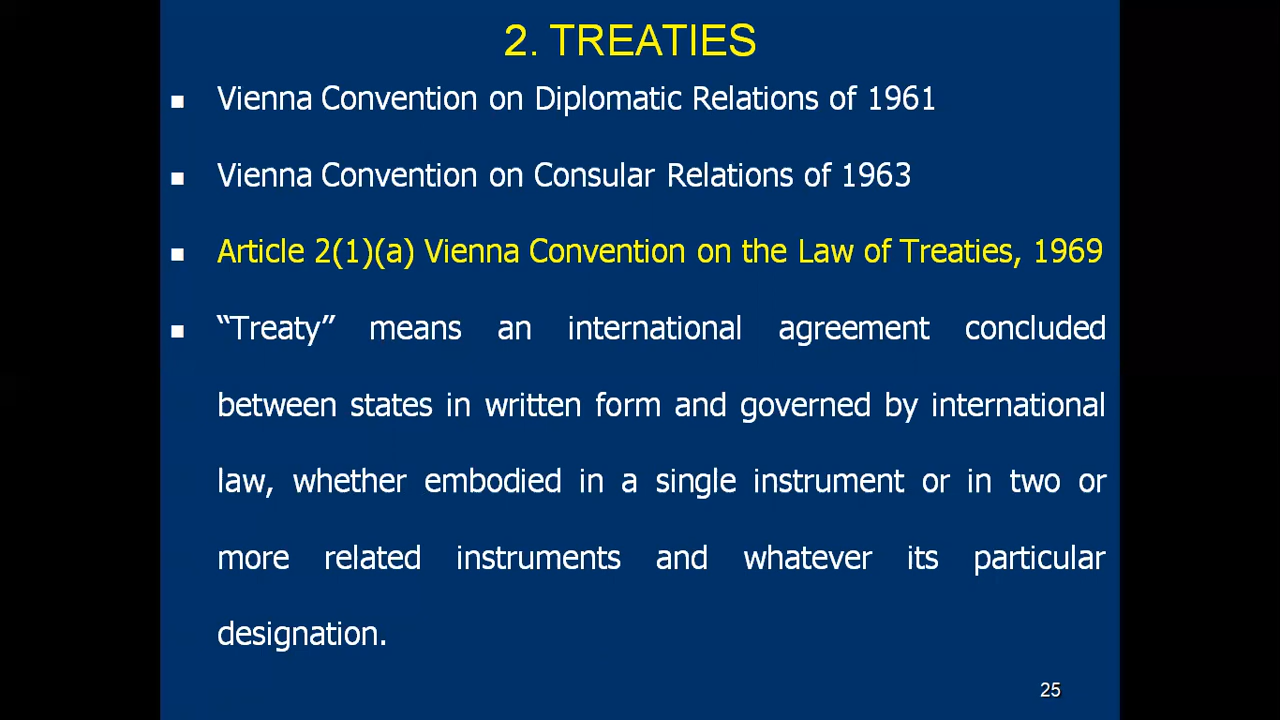 2. TREATIES
Vienna Convention on Diplomatic Relations of 1961
Vienna Convention on Consular Relations of 1963
Article 2(1)(a) Vienna Convention on the Law of Treaties, 1969
“Treaty” means an international agreement concluded
between states in written form and governed by international
law, whether embodied in a single instrument or in two or
more related instruments and whatever its particular
designation.
25